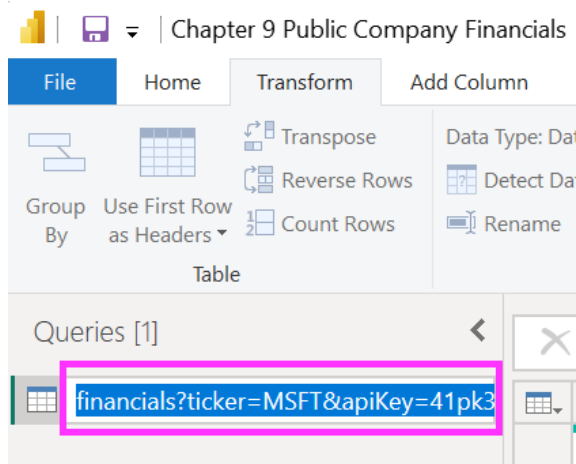 Chapter 9 Public Company Financials
File Home Transform Add Column
Transpose
Reverse Rows
Count Rows
Group By
Use First Row as Headers
Data Type: Dat
Detect Dat
Rename
Table
Queries [1]
financials?ticker=MSFT&apiKey=41pk3